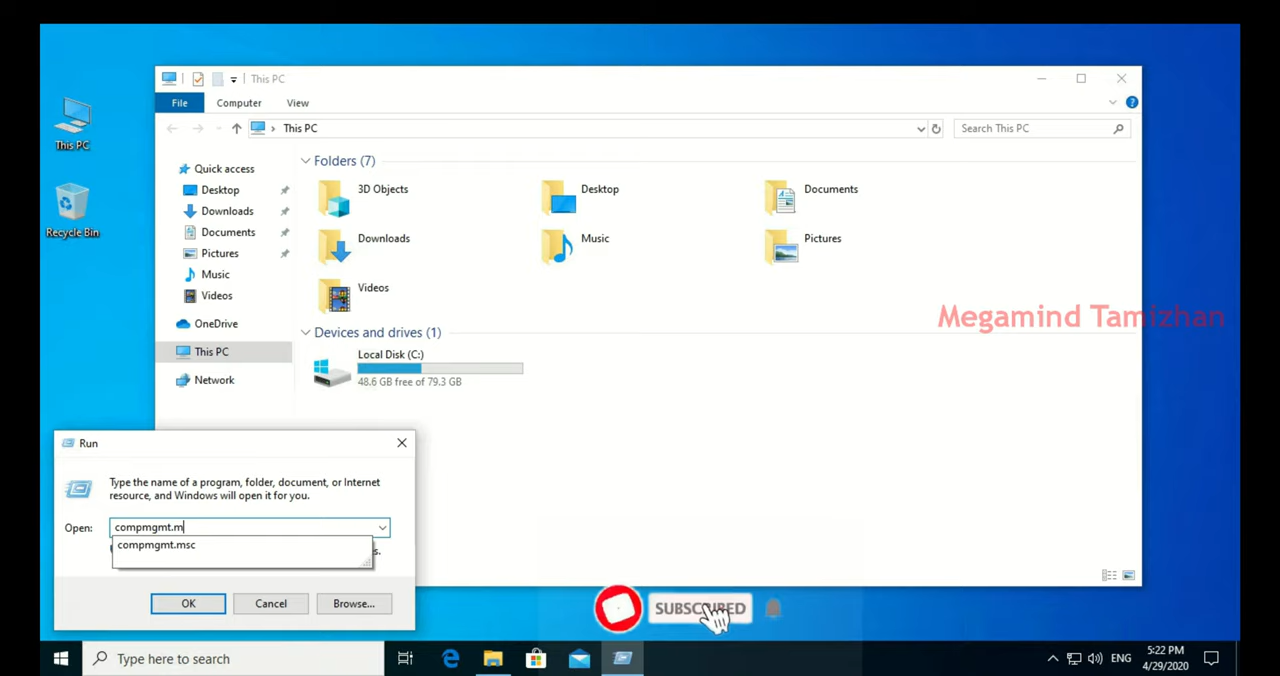 This PC
File
Computer
View
This PC
Search This PC
This PC
Recycle Bin
Quick access
Desktop
Downloads
Documents
Pictures
Music
Videos
OneDrive
This PC
Network
Folders (7)
3D Objects
Desktop
Documents
Downloads
Music
Pictures
Videos
Devices and drives (1)
Local Disk (C:)
48.6 GB free of 79.3 GB
Megamind Tamizhan
Run
Type the name of a program, folder, document, or Internet
resource, and Windows will open it for you.
Open:
compmgmt.m
compmgmt.msc
s.
OK
Cancel
Browse...
SUBSCRIBED
Type here to search
ENG
5:22 PM
4/29/2020